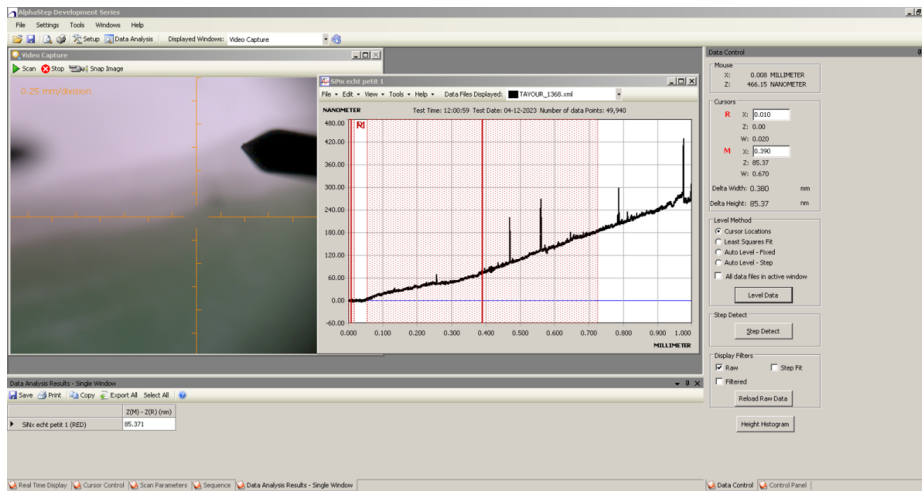 AlphaStep Development Series
File Settings Tools Windows Help
Setup Data Analysis Displayed Windows: Video Capture
Video Capture
Scan Stop Snap Image
0.25 mm/division
SiNx echt petit 1
File Edit View Tools Data Files Displayed: TAYOUR_1368.xml
NANOMETER Test Time: 12:00:59 Test Date: 04-12-2023 Number of data Points: 49,940
480.00
420.00
360.00
300.00
240.00
180.00
120.00
60.00
0.00
-60.00
0.000 0.100 0.200 0.300 0.400 0.500 0.600 0.700 0.800 0.900 1.000
MILLIMETER
Data Control
Mouse
X: 0.008 MILLIMETER
Z: 466.15 NANOMETER
Cursors
R X: 0.010
Z: 0.00
W: 0.020
M X: 0.390
Z: 85.37
W: 0.670
Delta Width: 0.380 mm
Delta Height: 85.37 nm
Level Method
Cursor Locations
Least Squares Fit
Auto Level - Fixed
Auto Level - Step
All data files in active window
Level Data
Step Detect
Step Detect
Display Filters
Raw Step Fit
Filtered
Reload Raw Data
Height Histogram
Data Analysis Results - Single Window
Save Print Copy Export All Select All
Z(M) - Z(R) (nm)
SiNx echt petit 1 (RED) 85.371
Real Time Display Cursor Control Scan Parameters Sequence Data Analysis Results - Single Window
Data Control Control Panel